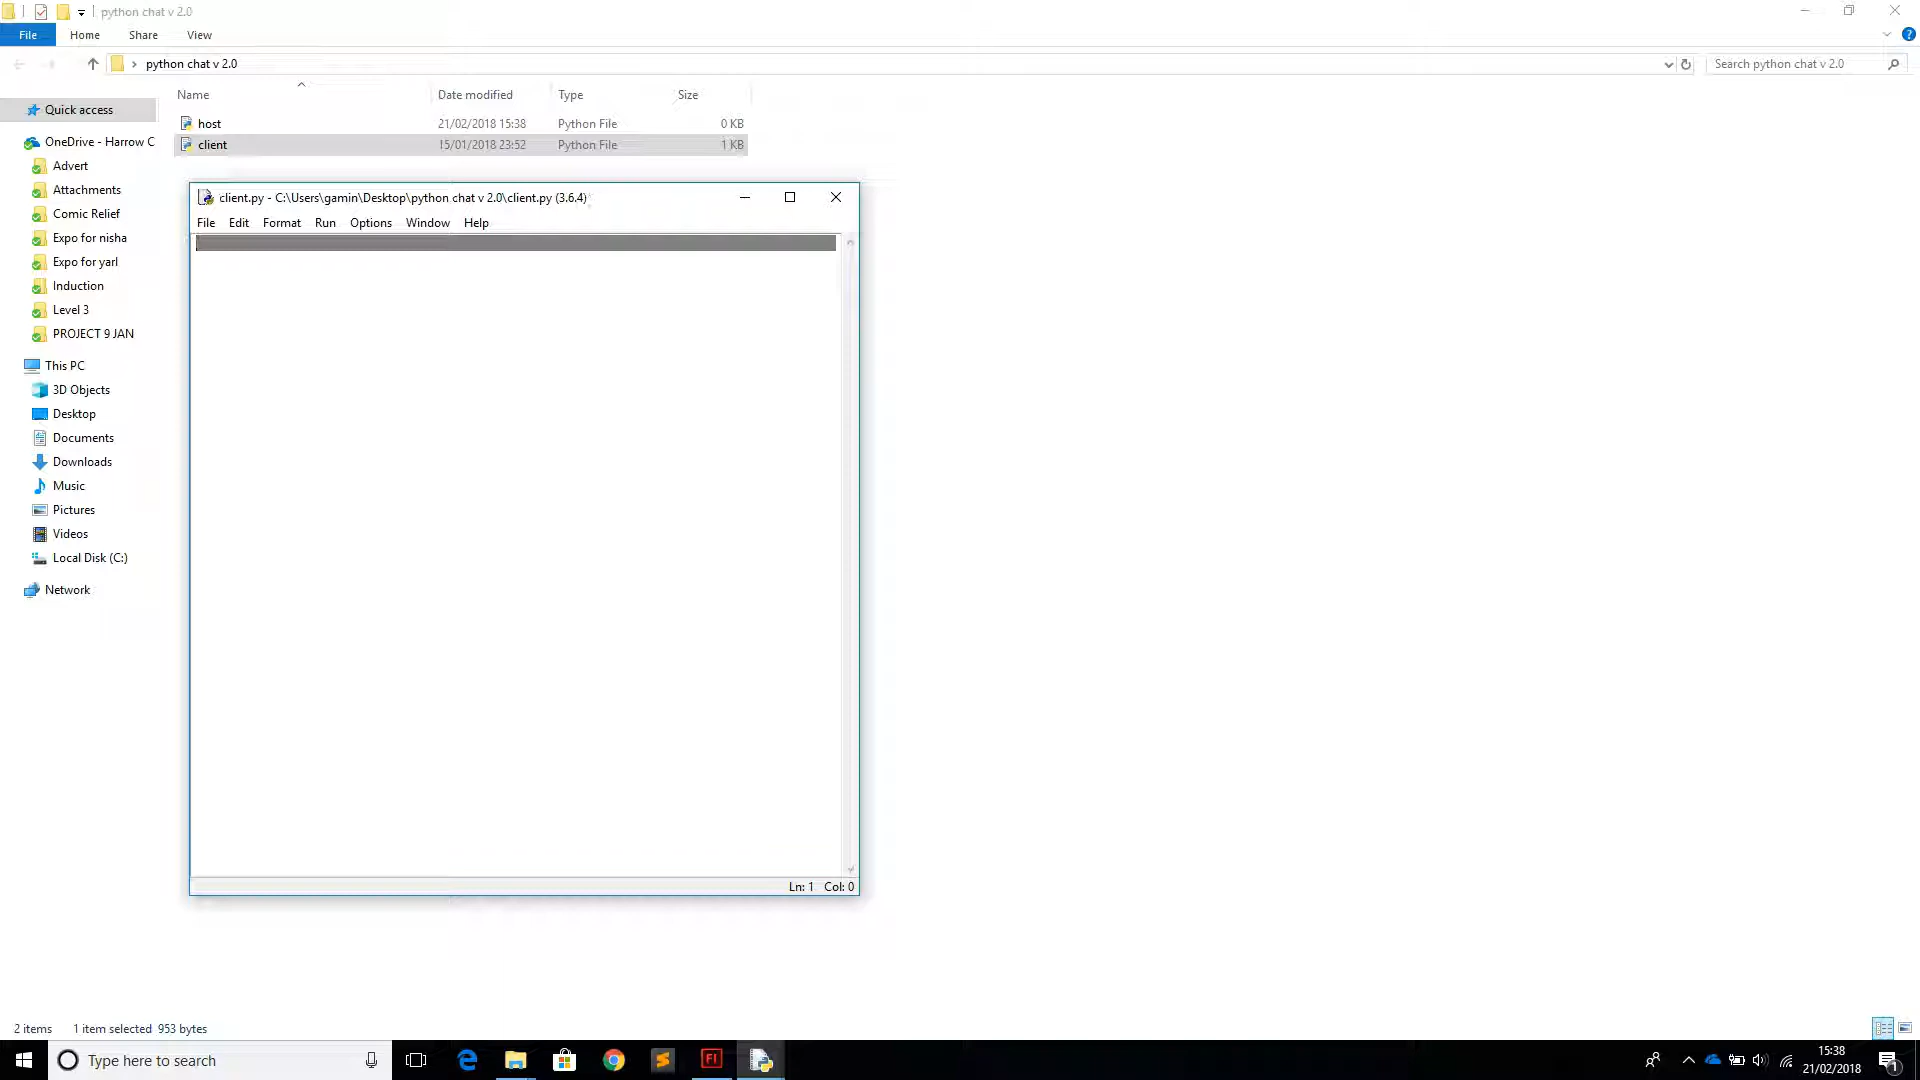 python chat v 2.0
File Home Share View
python chat v 2.0 Search python chat v 2.0
Name Date modified Type Size
Quick access
host 21/02/2018 15:38 Python File 0 KB
client 15/01/2018 23:52 Python File 1 KB
OneDrive - Harrow C
Advert
Attachments
Comic Relief
Expo for nisha
Expo for yarl
Induction
Level 3
PROJECT 9 JAN
This PC
3D Objects
Desktop
Documents
Downloads
Music
Pictures
Videos
Local Disk (C:)
Network
client.py - C:\Users\gamin\Desktop\python chat v 2.0\client.py (3.6.4)
File Edit Format Run Options Window Help
Ln: 1 Col: 0
2 items 1 item selected 953 bytes
Type here to search
15:38
21/02/2018
1